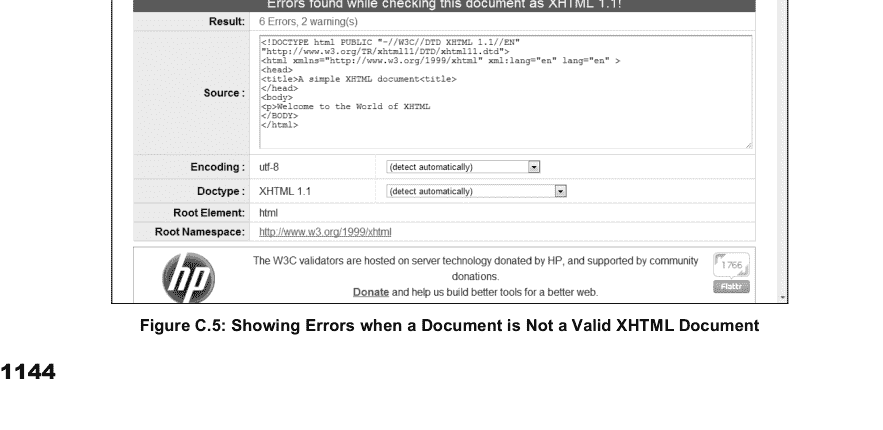 Errors found while checking this document as XHTML 1.1!
Result: 6 Errors, 2 warning(s)
Source :
<!DOCTYPE html PUBLIC "-//W3C//DTD XHTML 1.1//EN"
"http://www.w3.org/TR/xhtml11/DTD/xhtml11.dtd">
<html xmlns="http://www.w3.org/1999/xhtml" xml:lang="en" lang="en" >
<head>
<title>A simple XHTML document<title>
</head>
<body>
<p>Welcome to the World of XHTML
</BODY>
</html>
Encoding : utf-8 (detect automatically)
Doctype : XHTML 1.1 (detect automatically)
Root Element: html
Root Namespace: http://www.w3.org/1999/xhtml
hp
The W3C validators are hosted on server technology donated by HP, and supported by community
donations.
Donate and help us build better tools for a better web.
1766
Flattr
Figure C.5: Showing Errors when a Document is Not a Valid XHTML Document
1144